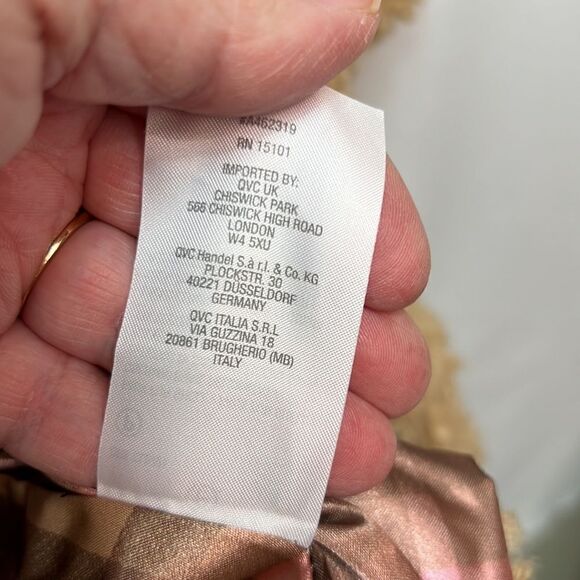 #A462319
RN 15101
IMPORTED BY:
QVC UK
CHISWICK PARK
566 CHISWICK HIGH ROAD
LONDON
W4 5XU
QVC Handel S.à r.l. & Co. KG
PLOCKSTR. 30
40221 DÜSSELDORF
GERMANY
QVC ITALIA S.R.L
VIA GUZZINA 18
20861 BRUGHERIO (MB)
ITALY